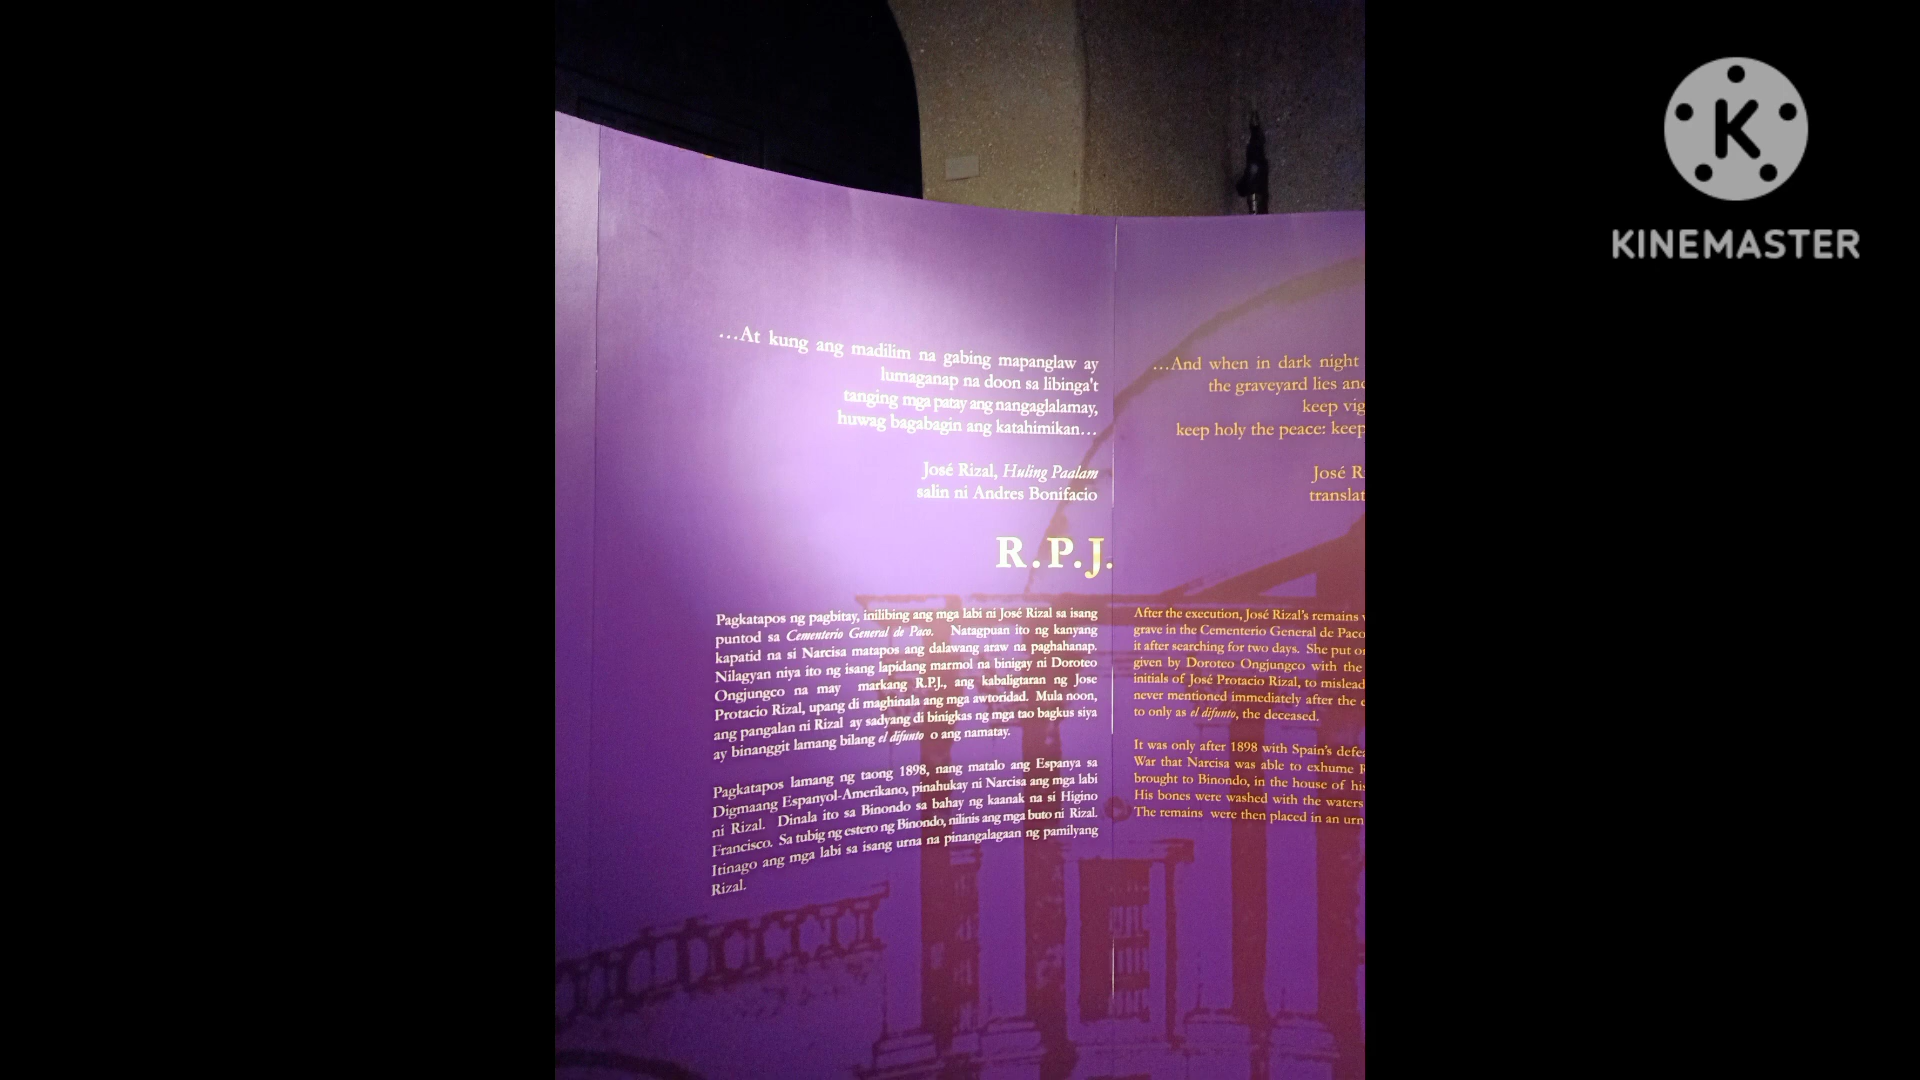 …At kung ang madilim na gabing mapanglaw ay
lumaganap na doon sa libinga't
tanging mga patay ang nangaglalamay,
huwag bagabagin ang katahimikan…
José Rizal, Huling Paalam
salin ni Andres Bonifacio
R.P.J.
Pagkatapos ng pagbitay, inilibing ang mga labi ni José Rizal sa isang
puntod sa Cementerio General de Paco. Natagpuan ito ng kanyang
kapatid na si Narcisa matapos ang dalawang araw na paghahanap.
Nilagyan niya ito ng isang lapidang marmol na binigay ni Doroteo
Ongjungco na may markang R.P.J., ang kabaligtaran ng Jose
Protacio Rizal, upang di maghinala ang mga awtoridad. Mula noon,
ang pangalan ni Rizal ay sadyang di binigkas ng mga tao bagkus siya
ay binanggit lamang bilang el difunto o ang namatay.
Pagkatapos lamang ng taong 1898, nang matalo ang Espanya sa
Digmaang Espanyol-Amerikano, pinahukay ni Narcisa ang mga labi
ni Rizal. Dinala ito sa Binondo sa bahay ng kaanak na si Higino
Francisco. Sa tubig ng estero ng Binondo, nilinis ang mga buto ni Rizal.
Itinago ang mga labi sa isang urna na pinangalagaan ng pamilyang
Rizal.
…And when in dark night
the graveyard lies and
keep vig
keep holy the peace: keep
José R
translat
After the execution, José Rizal's remains
grave in the Cementerio General de Paco
it after searching for two days. She put o
given by Doroteo Ongjungco with the
initials of José Protacio Rizal, to mislead
never mentioned immediately after the
to only as el difunto, the deceased.
It was only after 1898 with Spain's defe
War that Narcisa was able to exhume
brought to Binondo, in the house of his
His bones were washed with the waters
The remains were then placed in an urn
K
KINEMASTER